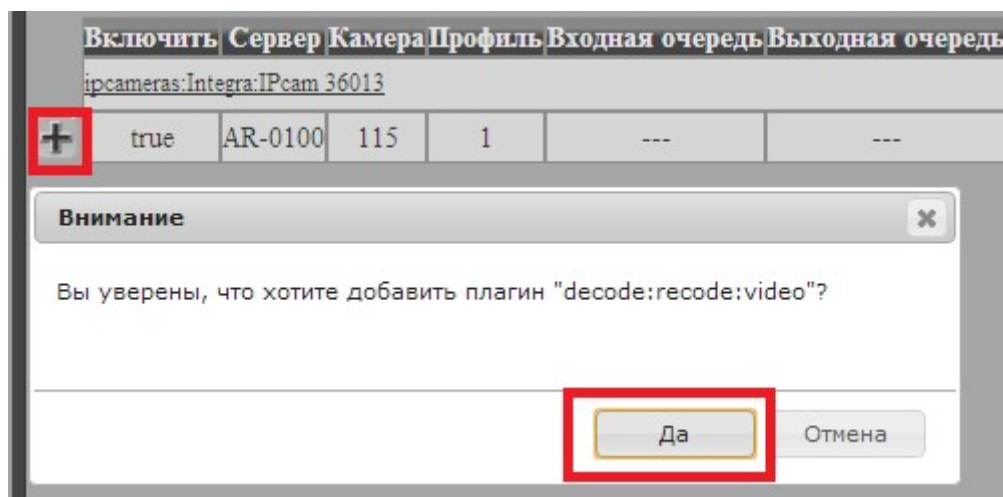 Включить Сервер Камера Профиль Входная очередь Выходная очередь
ipcameras:Integra:IPcam 36013
true AR-0100 115 1 --- ---
Внимание
Вы уверены, что хотите добавить плагин "decode:recode:video"?
Да Отмена